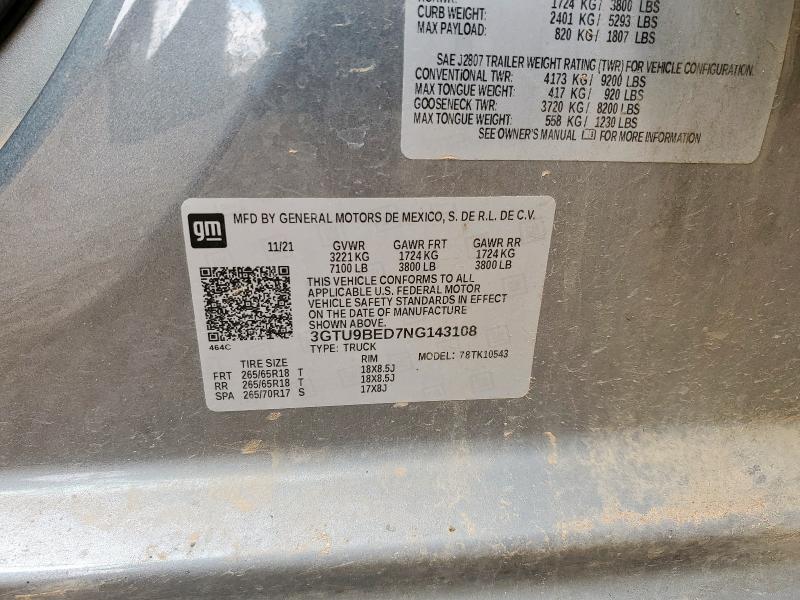 1724 KG / 3800 LBS
CURB WEIGHT: 2401 KG / 5293 LBS
MAX PAYLOAD: 820 KG / 1807 LBS
SAE J2807 TRAILER WEIGHT RATING (TWR) FOR VEHICLE CONFIGURATION.
CONVENTIONAL TWR: 4173 KG / 9200 LBS
MAX TONGUE WEIGHT: 417 KG / 920 LBS
GOOSENECK TWR: 3720 KG / 8200 LBS
MAX TONGUE WEIGHT: 558 KG / 1230 LBS
SEE OWNER'S MANUAL FOR MORE INFORMATION
gm
MFD BY GENERAL MOTORS DE MEXICO, S. DE R.L. DE C.V.
11/21 GVWR GAWR FRT GAWR RR
3221 KG 1724 KG 1724 KG
7100 LB 3800 LB 3800 LB
THIS VEHICLE CONFORMS TO ALL
APPLICABLE U.S. FEDERAL MOTOR
VEHICLE SAFETY STANDARDS IN EFFECT
ON THE DATE OF MANUFACTURE
SHOWN ABOVE.
3GTU9BED7NG143108
464C
TYPE: TRUCK MODEL: 78TK10543
TIRE SIZE RIM
FRT 265/65R18 T 18X8.5J
RR 265/65R18 T 18X8.5J
SPA 265/70R17 S 17X8J